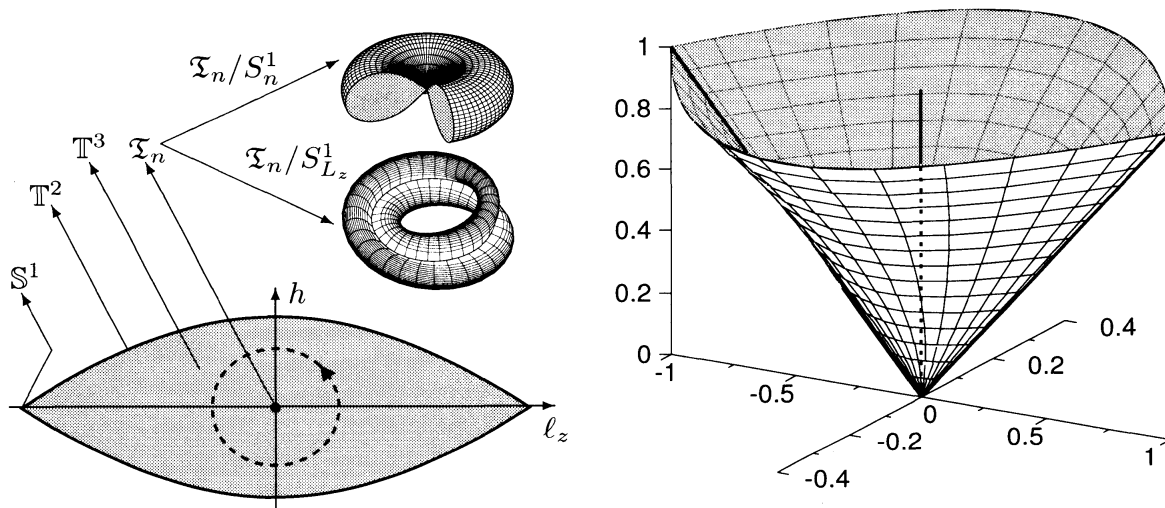 𝔗ₙ/S¹ₙ
𝕋³
𝔗ₙ
𝔗ₙ/S¹_{L_z}
𝕋²
𝕊¹
h
ℓ_z
1
0.8
0.6
0.4
0.2
0
-1
-0.5
0
0.5
1
-0.4
-0.2
0.2
0.4